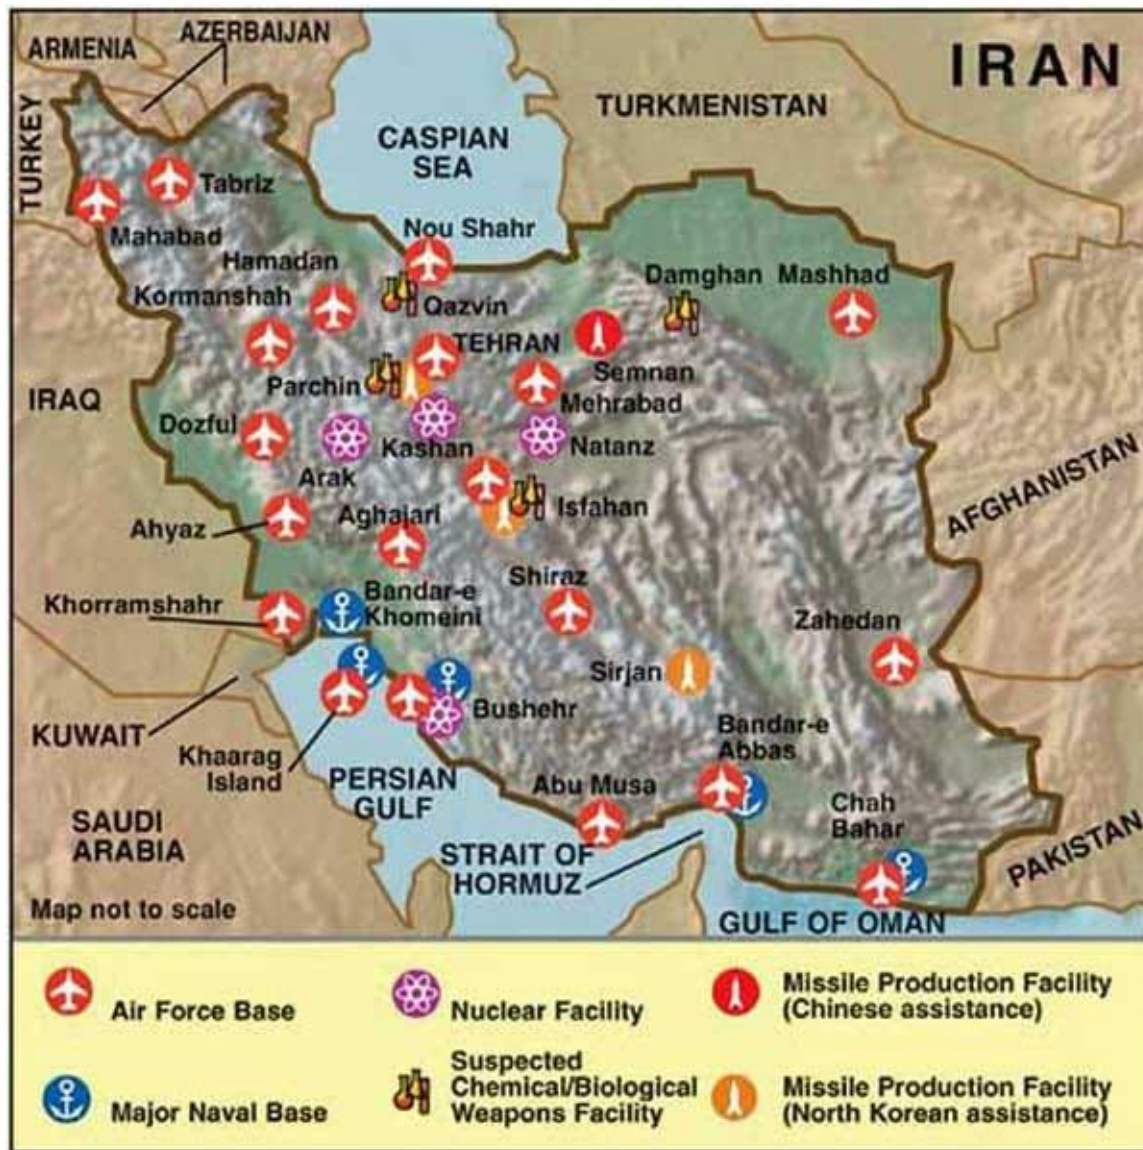 ARMENIA
AZERBAIJAN
IRAN
TURKEY
CASPIAN
SEA
TURKMENISTAN
Tabriz
Mahabad
Nou Shahr
Hamadan
Damghan
Mashhad
Kormanshah
Qazvin
TEHRAN
IRAQ
Parchin
Semnan
Mehrabad
Dozful
Kashan
Natanz
Arak
Isfahan
AFGHANISTAN
Ahyaz
Aghajari
Khorramshahr
Bandar-e
Khomeini
Shiraz
Zahedan
Sirjan
KUWAIT
Bushehr
Khaarag
Island
Bandar-e
Abbas
PERSIAN
GULF
Abu Musa
Chah
Bahar
SAUDI
ARABIA
STRAIT OF
HORMUZ
PAKISTAN
Map not to scale
GULF OF OMAN
Air Force Base
Nuclear Facility
Missile Production Facility
(Chinese assistance)
Major Naval Base
Suspected
Chemical/Biological
Weapons Facility
Missile Production Facility
(North Korean assistance)